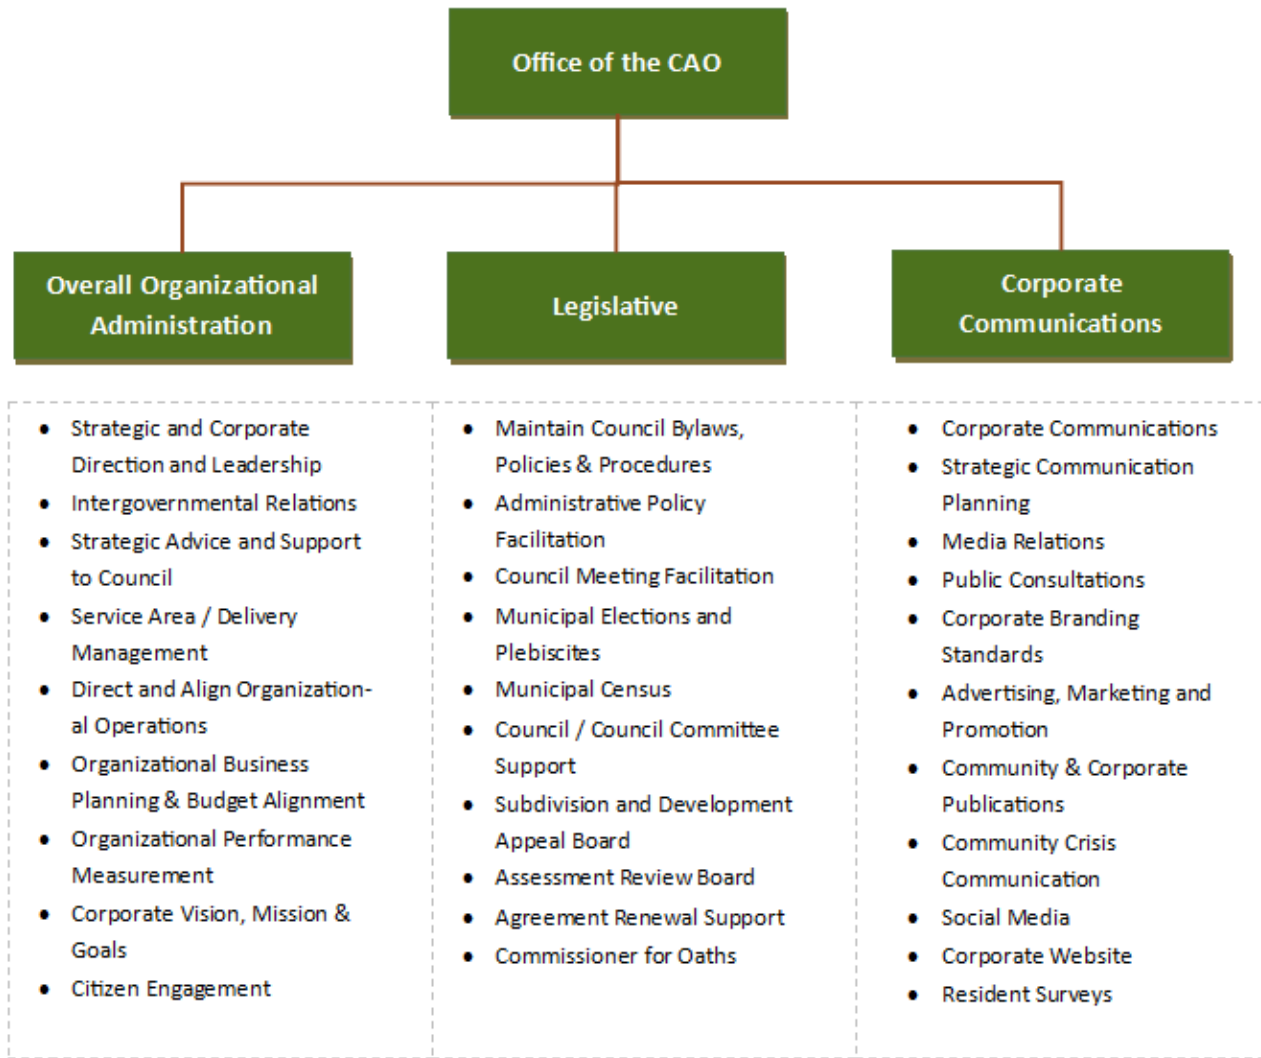 Office of the CAO
Overall Organizational
Administration
Legislative
Corporate
Communications
• Strategic and Corporate
Direction and Leadership
• Intergovernmental Relations
• Strategic Advice and Support
to Council
• Service Area / Delivery
Management
• Direct and Align Organization-
al Operations
• Organizational Business
Planning & Budget Alignment
• Organizational Performance
Measurement
• Corporate Vision, Mission &
Goals
• Citizen Engagement
• Maintain Council Bylaws,
Policies & Procedures
• Administrative Policy
Facilitation
• Council Meeting Facilitation
• Municipal Elections and
Plebiscites
• Municipal Census
• Council / Council Committee
Support
• Subdivision and Development
Appeal Board
• Assessment Review Board
• Agreement Renewal Support
• Commissioner for Oaths
• Corporate Communications
• Strategic Communication
Planning
• Media Relations
• Public Consultations
• Corporate Branding
Standards
• Advertising, Marketing and
Promotion
• Community & Corporate
Publications
• Community Crisis
Communication
• Social Media
• Corporate Website
• Resident Surveys